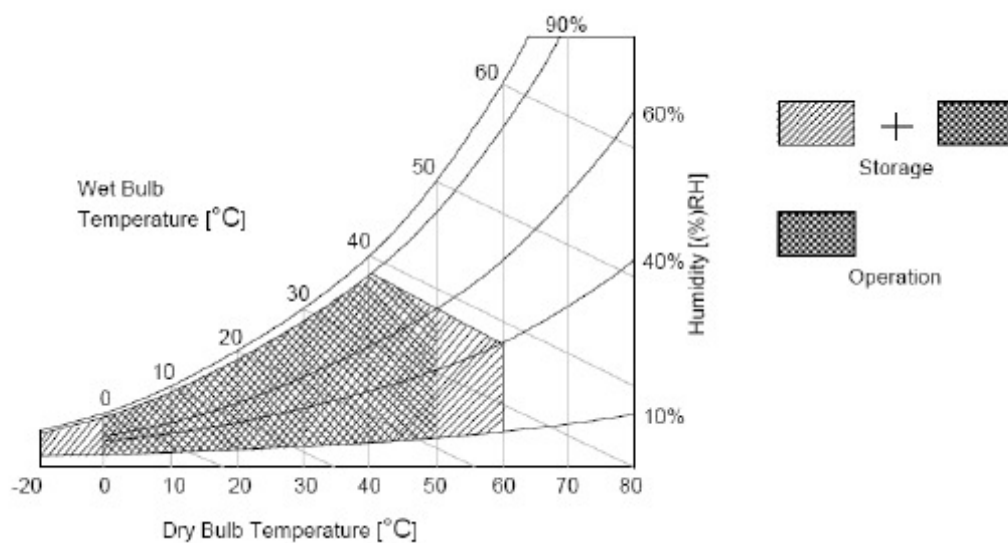 90%
60
60%
50
Wet Bulb
Temperature [°C]
Storage
40
Humidity [(%)RH]
40%
30
Operation
20
10
0
10%
-20 0 10 20 30 40 50 60 70 80
Dry Bulb Temperature [°C]